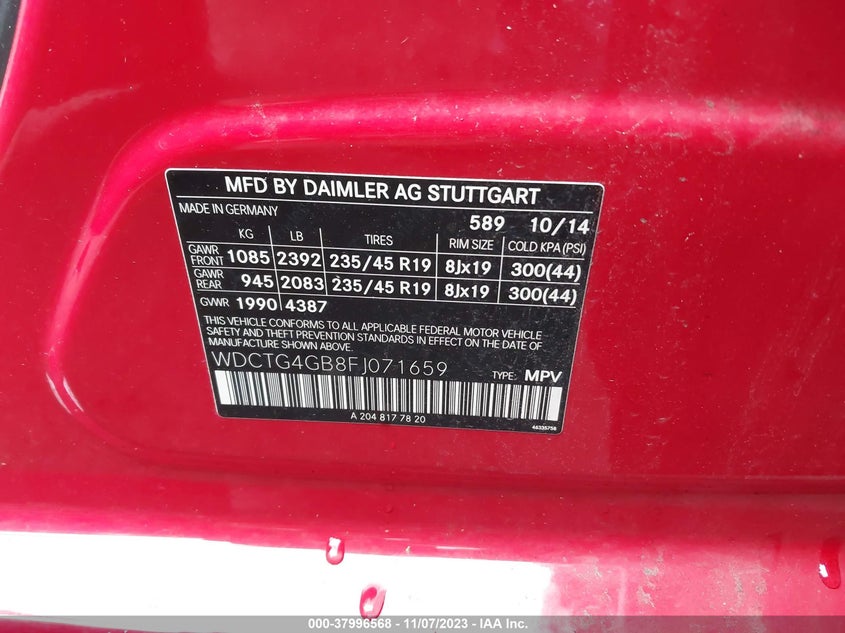 MFD BY DAIMLER AG STUTTGART
MADE IN GERMANY 589 10/14
KG LB TIRES RIM SIZE COLD KPA (PSI)
GAWR FRONT 1085 2392 235/45 R19 8Jx19 300(44)
GAWR REAR 945 2083 235/45 R19 8Jx19 300(44)
GVWR 1990 4387
THIS VEHICLE CONFORMS TO ALL APPLICABLE FEDERAL MOTOR VEHICLE
SAFETY AND THEFT PREVENTION STANDARDS IN EFFECT ON THE DATE OF
MANUFACTURE SHOWN ABOVE.
WDCTG4GB8FJ071659 TYPE: MPV
A 204 817 78 20
46335758
000-37996568 - 11/07/2023 - IAA Inc.